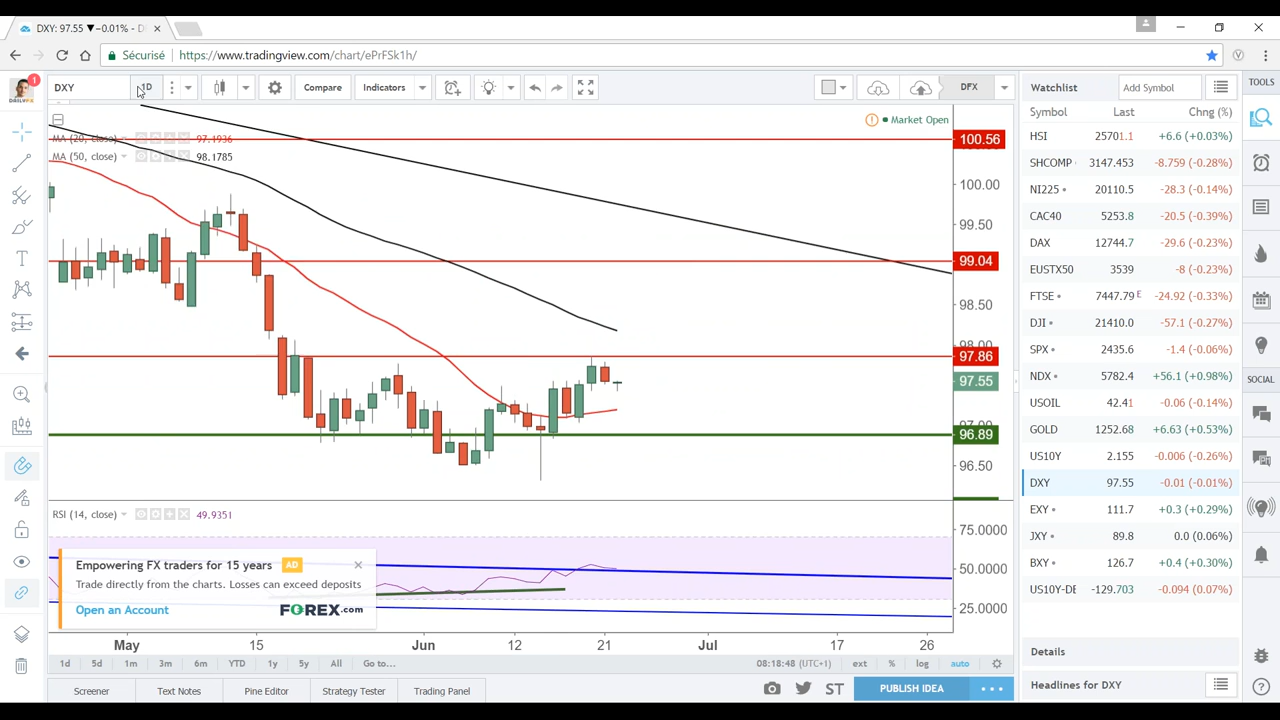 DXY: 97.55 ▼−0.01% - D
Sécurisé https://www.tradingview.com/chart/ePrFSk1h/
1
DAILYFX
DXY 1D Compare Indicators DFX
MA (20, close) 97.1936
MA (50, close) 98.1785
Market Open
100.56
100.00
99.50
99.04
98.50
98.00
97.86
97.55
97.00
96.89
96.50
RSI (14, close) 49.9351
75.0000
50.0000
25.0000
Empowering FX traders for 15 years AD
Trade directly from the charts. Losses can exceed deposits
Open an Account FOREX.com
May 15 Jun 12 21 Jul 17 26
1d 5d 1m 3m 6m YTD 1y 5y All Go to... 08:18:48 (UTC+1) ext % log auto
Screener Text Notes Pine Editor Strategy Tester Trading Panel ST PUBLISH IDEA
Watchlist Add Symbol
Symbol Last Chng (%)
HSI 25701.1 +6.6 (+0.03%)
SHCOMP 3147.453 -8.759 (-0.28%)
NI225 20110.5 -28.3 (-0.14%)
CAC40 5253.8 -20.5 (-0.39%)
DAX 12744.7 -29.6 (-0.23%)
EUSTX50 3539 -8 (-0.23%)
FTSE 7447.79 E -24.92 (-0.33%)
DJI 21410.0 -57.1 (-0.27%)
SPX 2435.6 -1.4 (-0.06%)
NDX 5782.4 +56.1 (+0.98%)
USOIL 42.41 -0.06 (-0.14%)
GOLD 1252.68 +6.63 (+0.53%)
US10Y 2.155 -0.006 (-0.26%)
DXY 97.55 -0.01 (-0.01%)
EXY 111.7 +0.3 (+0.29%)
JXY 89.8 0.0 (0.06%)
BXY 126.7 +0.4 (+0.30%)
US10Y-DE -129.703 -0.094 (0.07%)
Details
Headlines for DXY
TOOLS
SOCIAL